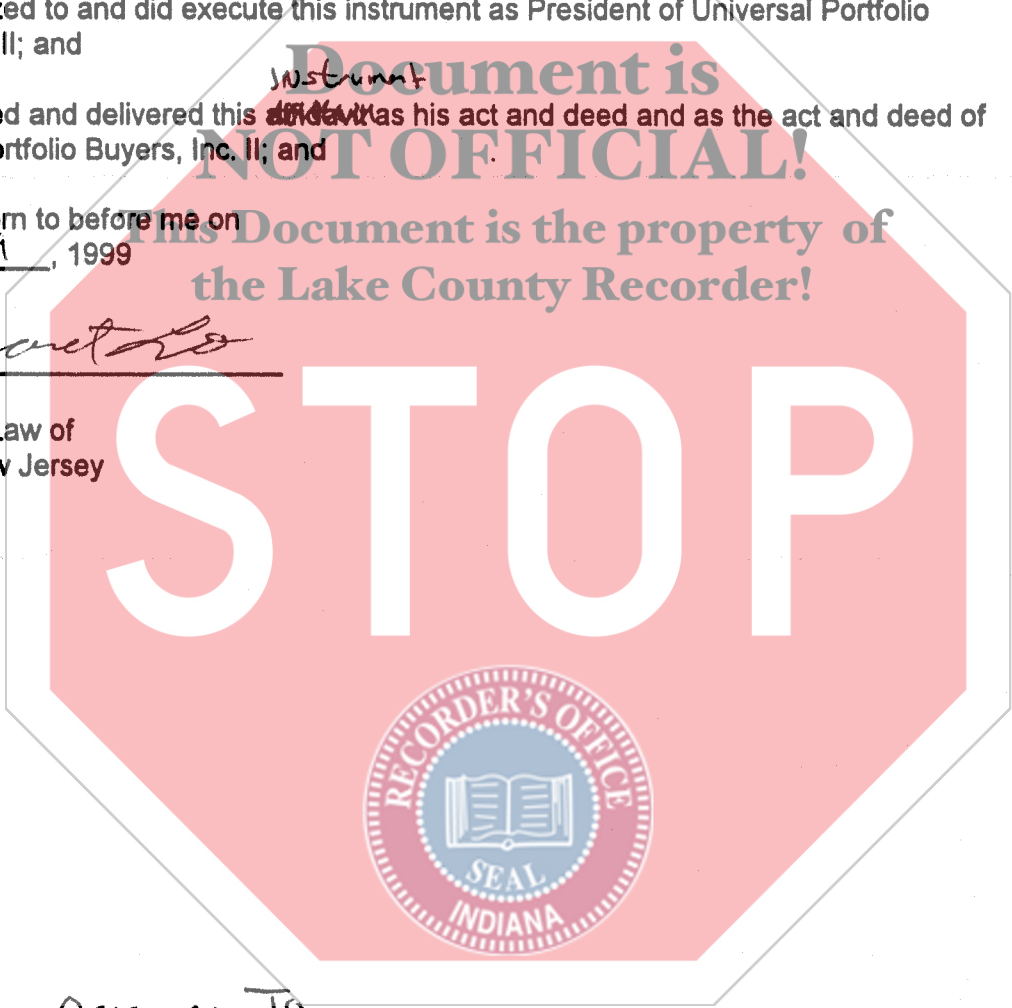 zed to and did execute this instrument as President of Universal Portfolio
II; and
Document is
Instrument
ed and delivered this as his act and deed and as the act and deed of
NOT OFFICIAL!
rtfolio Buyers, Inc. II; and
This Document is the property of
rn to before me on
, 1999
the Lake County Recorder!
Law of
w Jersey
STOP
RECORDER'S OFFICE
SEAL
INDIANA